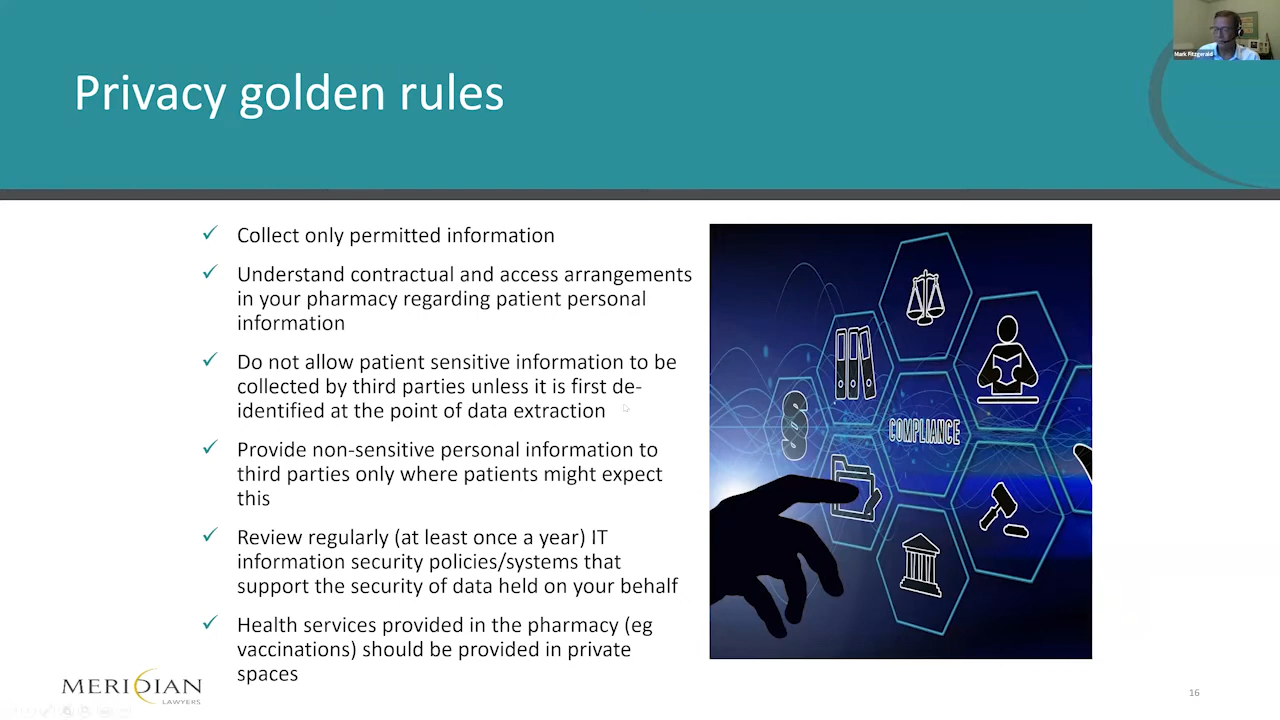 Mark Fitzgerald
Privacy golden rules
Collect only permitted information
Understand contractual and access arrangements
in your pharmacy regarding patient personal
information
Do not allow patient sensitive information to be
collected by third parties unless it is first de-
identified at the point of data extraction
Provide non-sensitive personal information to
third parties only where patients might expect
this
Review regularly (at least once a year) IT
information security policies/systems that
support the security of data held on your behalf
Health services provided in the pharmacy (eg
vaccinations) should be provided in private
spaces
§
COMPLIANCE
MERIDIAN
LAWYERS
16